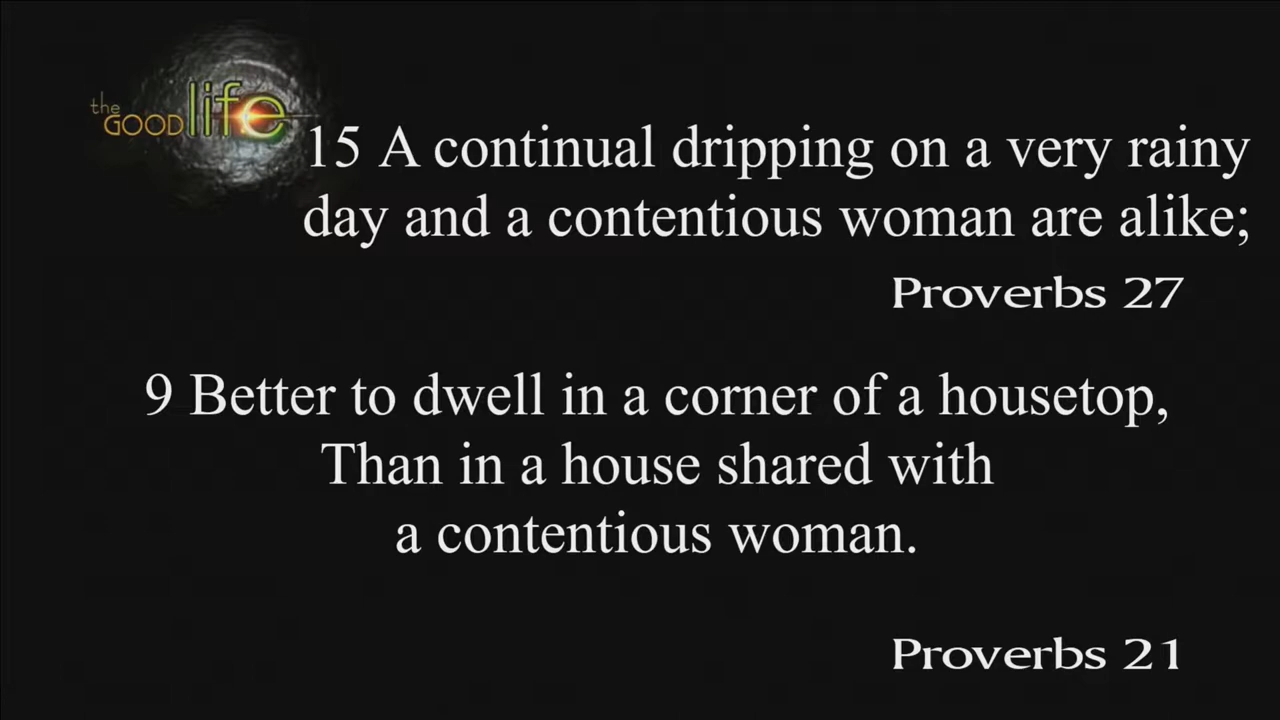 the
GOOD life
15 A continual dripping on a very rainy
day and a contentious woman are alike;
Proverbs 27
9 Better to dwell in a corner of a housetop,
Than in a house shared with
a contentious woman.
Proverbs 21